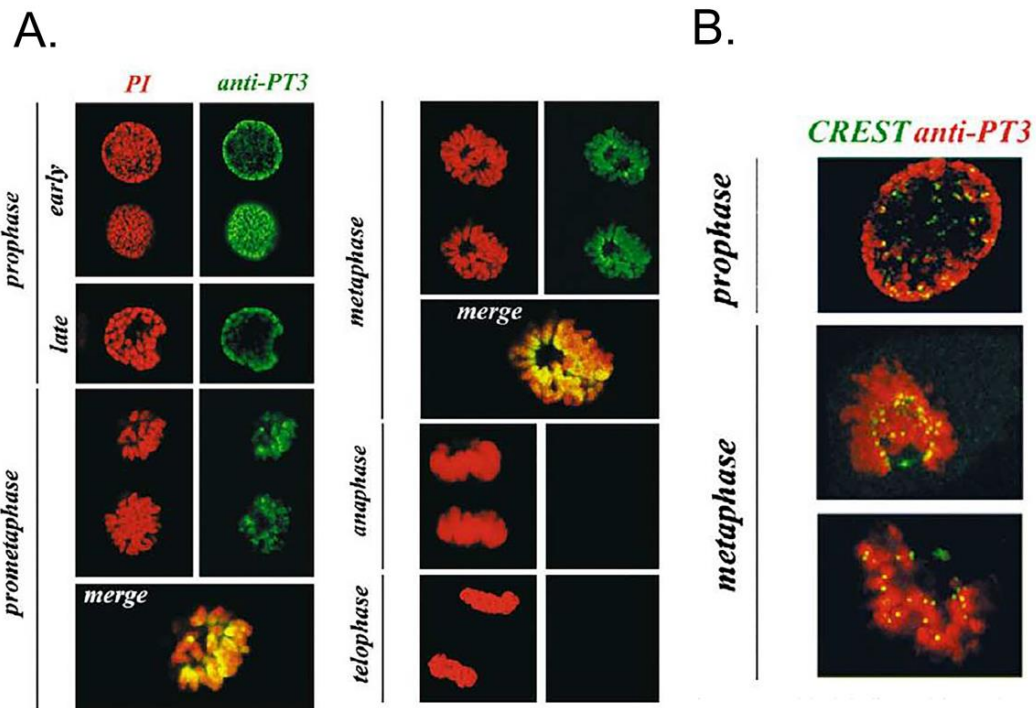 A.
PI
anti-PT3
prophase
early
late
prometaphase
merge
metaphase
merge
anaphase
telophase
B.
CREST anti-PT3
prophase
metaphase